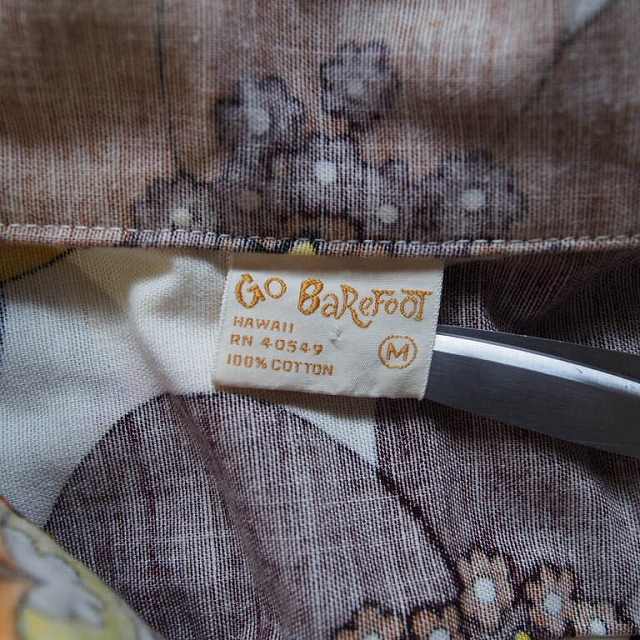 Go BaRefooT
HAWAII
RN 40549
100% COTTON
M